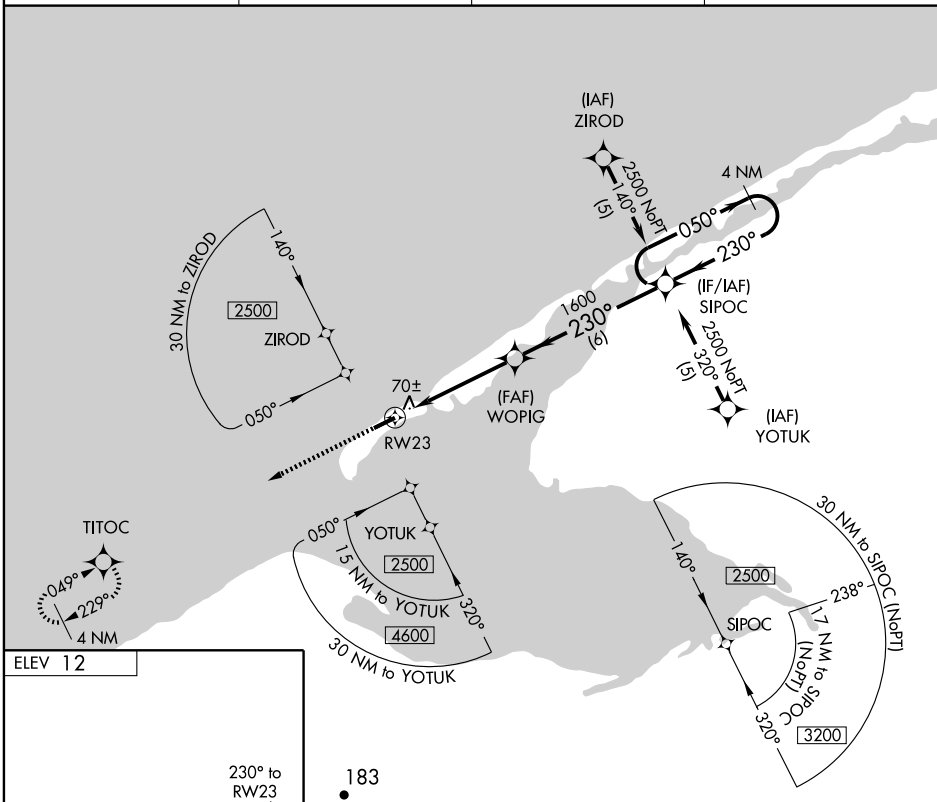 (IAF)
ZIROD
2500 NoPT
140°
(5)
4 NM
050°
230°
(IF/IAF)
SIPOC
1600
230°
(6)
2500 NoPT
320°
(5)
(IAF)
YOTUK
(FAF)
WOPIG
70±
RW23
30 NM to ZIROD
140°
2500
ZIROD
050°
TITOC
049°
229°
4 NM
050°
YOTUK
2500
15 NM to YOTUK
320°
4600
30 NM to YOTUK
30 NM to SIPOC (NoPT)
140°
2500
238°
SIPOC
17 NM to SIPOC
(NoPT)
320°
3200
ELEV 12
230° to
RW23
183